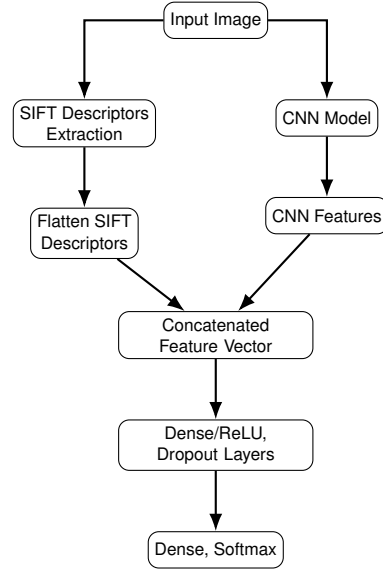 Input Image
SIFT Descriptors
Extraction
CNN Model
Flatten SIFT
Descriptors
CNN Features
Concatenated
Feature Vector
Dense/ReLU,
Dropout Layers
Dense, Softmax